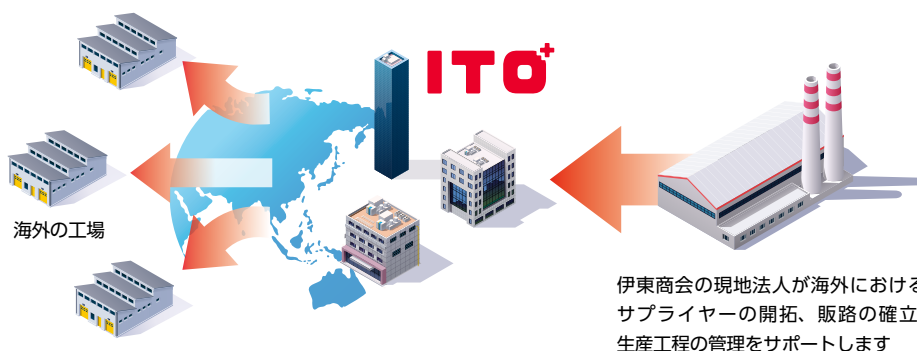 ITO+
海外の工場
伊東商会の現地法人が海外における
サプライヤーの開拓、販路の確立
生産工程の管理をサポートします